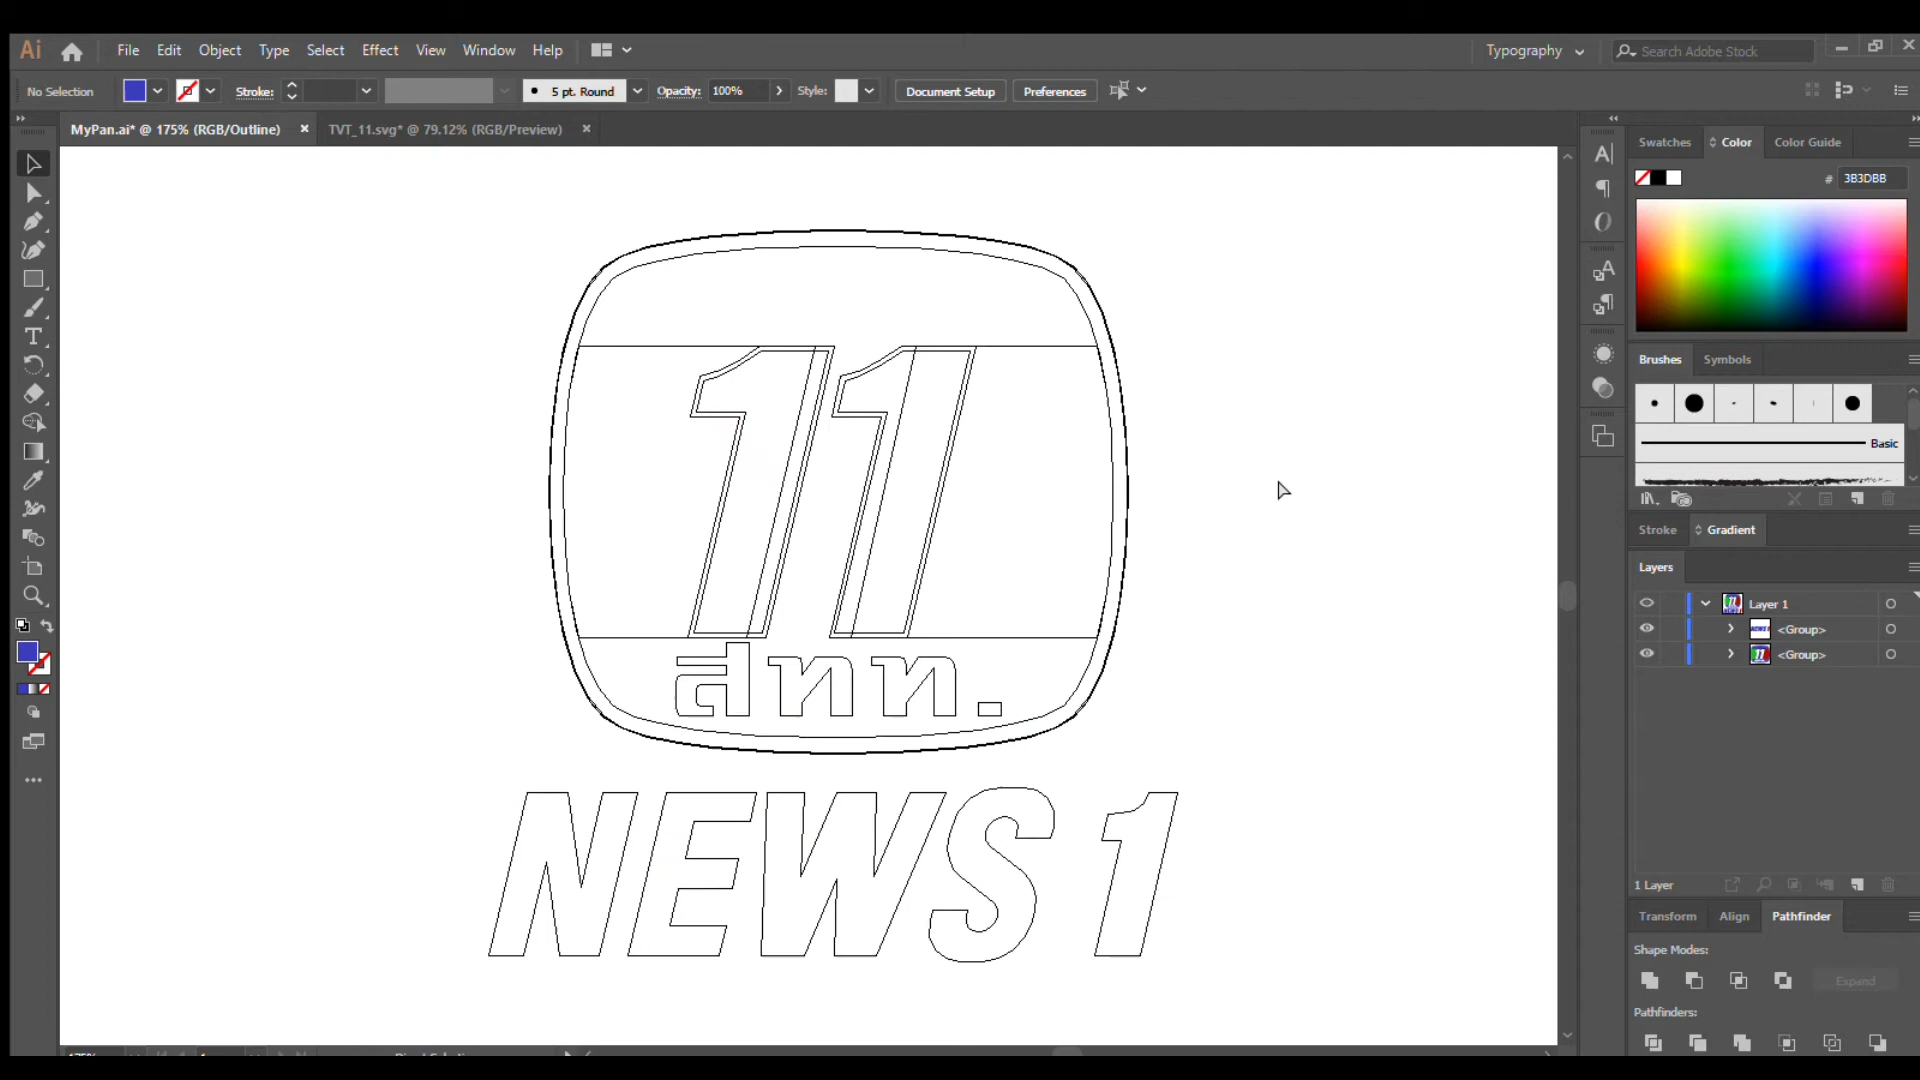 Ai File Edit Object Type Select Effect View Window Help Typography Search Adobe Stock
No Selection Stroke: 5 pt. Round Opacity: 100% Style: Document Setup Preferences
MyPan.ai* @ 175% (RGB/Outline) × TVT_11.svg* @ 79.12% (RGB/Preview) ×
Swatches Color Color Guide
# 3B3DBB
11
สทท.
NEWS 1
Brushes Symbols
Basic
Stroke Gradient
Layers
Layer 1
<Group>
<Group>
1 Layer
Transform Align Pathfinder
Shape Modes:
Expand
Pathfinders: